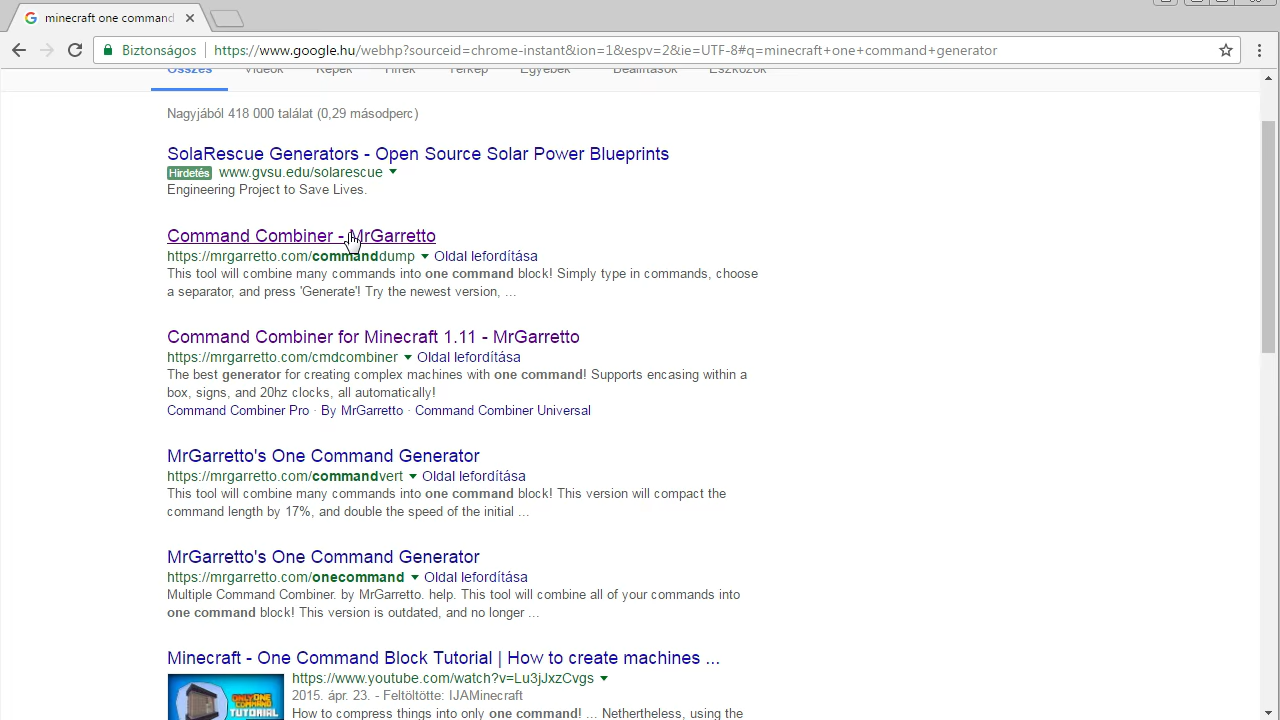 minecraft one command
Biztonságos
https://www.google.hu/webhp?sourceid=chrome-instant&ion=1&espv=2&ie=UTF-8#q=minecraft+one+command+generator
Összes Videók Képek Hírek Térkép Egyebek Beállítások Eszközök
Nagyjából 418 000 találat (0,29 másodperc)
SolaRescue Generators - Open Source Solar Power Blueprints
Hirdetés www.gvsu.edu/solarescue
Engineering Project to Save Lives.
Command Combiner - MrGarretto
https://mrgarretto.com/commanddump Oldal lefordítása
This tool will combine many commands into one command block! Simply type in commands, choose
a separator, and press 'Generate'! Try the newest version, ...
Command Combiner for Minecraft 1.11 - MrGarretto
https://mrgarretto.com/cmdcombiner Oldal lefordítása
The best generator for creating complex machines with one command! Supports encasing within a
box, signs, and 20hz clocks, all automatically!
Command Combiner Pro · By MrGarretto · Command Combiner Universal
MrGarretto's One Command Generator
https://mrgarretto.com/commandvert Oldal lefordítása
This tool will combine many commands into one command block! This version will compact the
command length by 17%, and double the speed of the initial ...
MrGarretto's One Command Generator
https://mrgarretto.com/onecommand Oldal lefordítása
Multiple Command Combiner. by MrGarretto. help. This tool will combine all of your commands into
one command block! This version is outdated, and no longer ...
Minecraft - One Command Block Tutorial | How to create machines ...
https://www.youtube.com/watch?v=Lu3jJxzCvgs
2015. ápr. 23. - Feltöltötte: IJAMinecraft
ONLY ONE
COMMAND
TUTORIAL
How to compress things into only one command! ... Nethertheless, using the